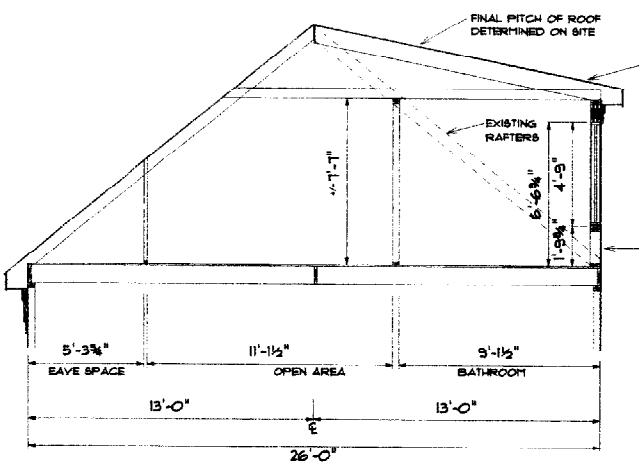 FINAL PITCH OF ROOF
DETERMINED ON SITE
EXISTING
RAFTERS
+/- 7'-7"
6'-6¾"
4'-9"
1'-9¾"
5'-3¾"
11'-1½"
9'-1½"
EAVE SPACE
OPEN AREA
BATHROOM
13'-0"
13'-0"
℄
26'-0"